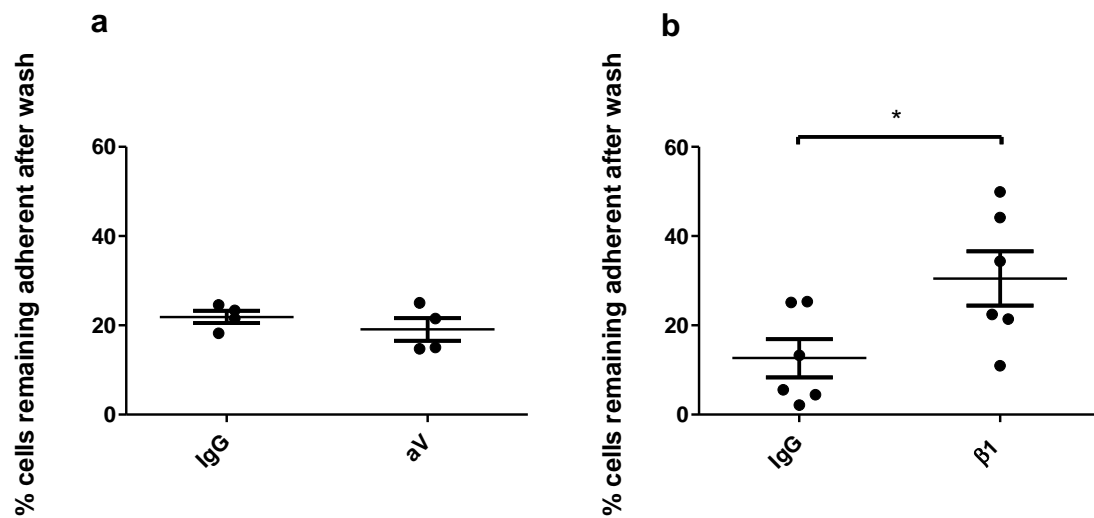 a
% cells remaining adherent after wash
60
40
20
0
IgG
aV
b
% cells remaining adherent after wash
*
60
40
20
0
IgG
β1